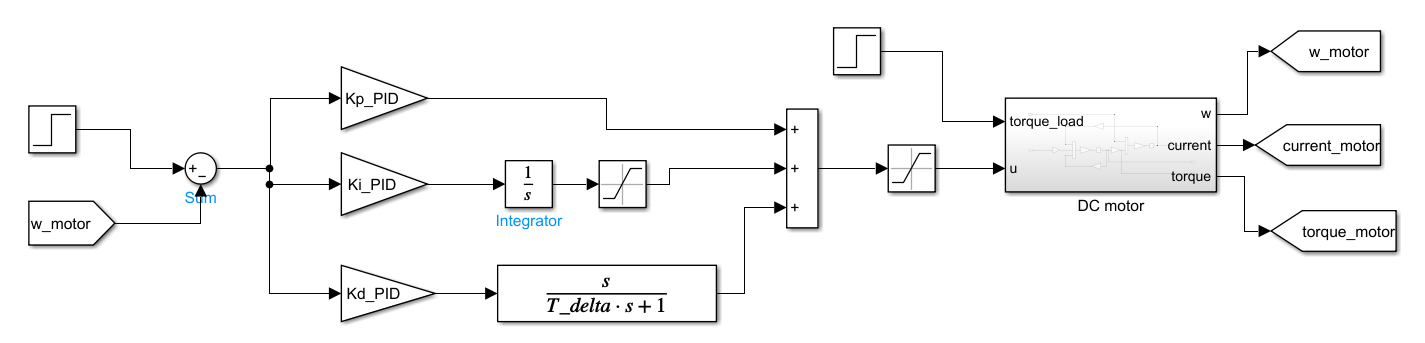 w_motor
+
_
Sum
Kp_PID
Ki_PID
Kd_PID
1
s
Integrator
s
T_delta · s + 1
+
+
+
torque_load
u
w
current
torque
DC motor
w_motor
current_motor
torque_motor